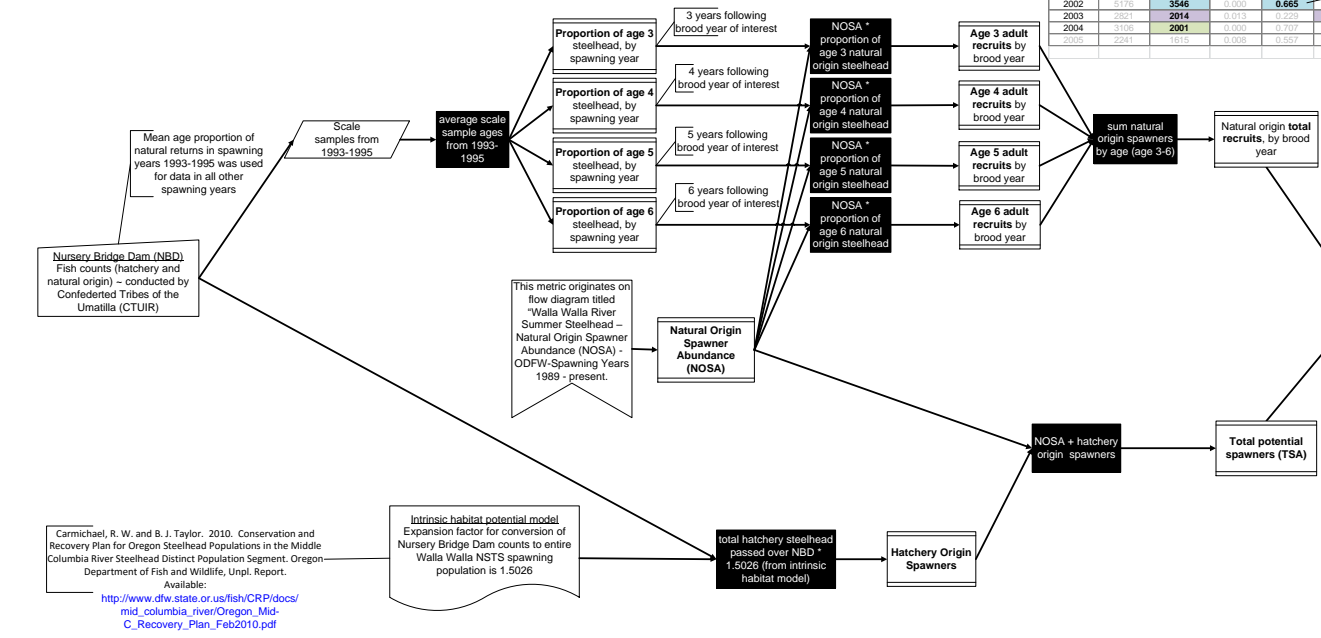 3 years following
brood year of interest
Proportion of age 3
steelhead, by
spawning year
NOSA *
proportion of
age 3 natural
origin steelhead
Age 3 adult
recruits by
brood year
2002 5176 3546 0.000 0.665
2003 2821 2014 0.013 0.229
2004 3106 2001 0.000 0.707
2005 2241 1615 0.008 0.557
4 years following
brood year of interest
Proportion of age 4
steelhead, by
spawning year
NOSA *
proportion of
age 4 natural
origin steelhead
Age 4 adult
recruits by
brood year
Mean age proportion of
natural returns in spawning
years 1993-1995 was used
for data in all other
spawning years
Scale
samples from
1993-1995
average scale
sample ages
from 1993-
1995
5 years following
brood year of interest
Proportion of age 5
steelhead, by
spawning year
NOSA *
proportion of
age 5 natural
origin steelhead
Age 5 adult
recruits by
brood year
sum natural
origin spawners
by age (age 3-6)
Natural origin total
recruits, by brood
year
6 years following
brood year of interest
Proportion of age 6
steelhead, by
spawning year
NOSA *
proportion of
age 6 natural
origin steelhead
Age 6 adult
recruits by
brood year
Nursery Bridge Dam (NBD)
Fish counts (hatchery and
natural origin) ~ conducted by
Confederted Tribes of the
Umatilla (CTUIR)
This metric originates on
flow diagram titled
“Walla Walla River
Summer Steelhead –
Natural Origin Spawner
Abundance (NOSA) -
ODFW-Spawning Years
1989 - present.
Natural Origin
Spawner
Abundance
(NOSA)
NOSA + hatchery
origin spawners
Total potential
spawners (TSA)
Carmichael, R. W. and B. J. Taylor. 2010. Conservation and
Recovery Plan for Oregon Steelhead Populations in the Middle
Columbia River Steelhead Distinct Population Segment. Oregon
Department of Fish and Wildlife, Unpl. Report.
Available:
http://www.dfw.state.or.us/fish/CRP/docs/
mid_columbia_river/Oregon_Mid-
C_Recovery_Plan_Feb2010.pdf
Intrinsic habitat potential model
Expansion factor for conversion of
Nursery Bridge Dam counts to entire
Walla Walla NSTS spawning
population is 1.5026
total hatchery steelhead
passed over NBD *
1.5026 (from intrinsic
habitat model)
Hatchery Origin
Spawners